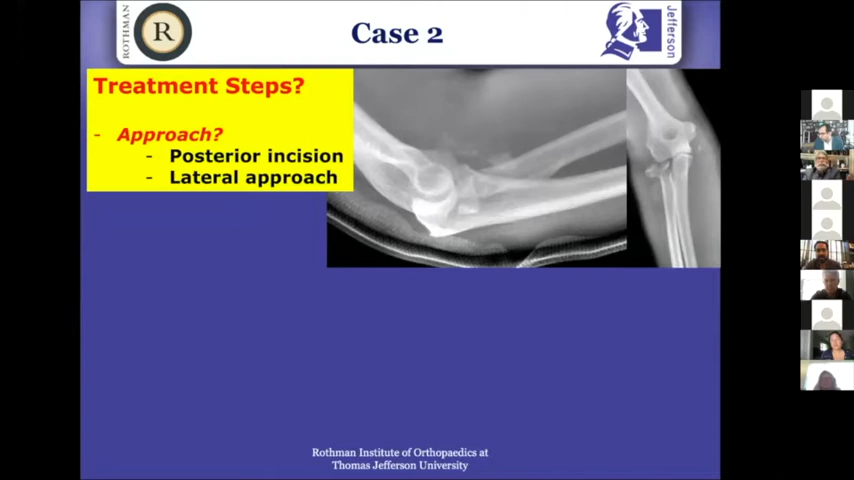 ROTHMAN
R
Case 2
Jefferson
Treatment Steps?
- Approach?
- Posterior incision
- Lateral approach
Rothman Institute of Orthopaedics at
Thomas Jefferson University